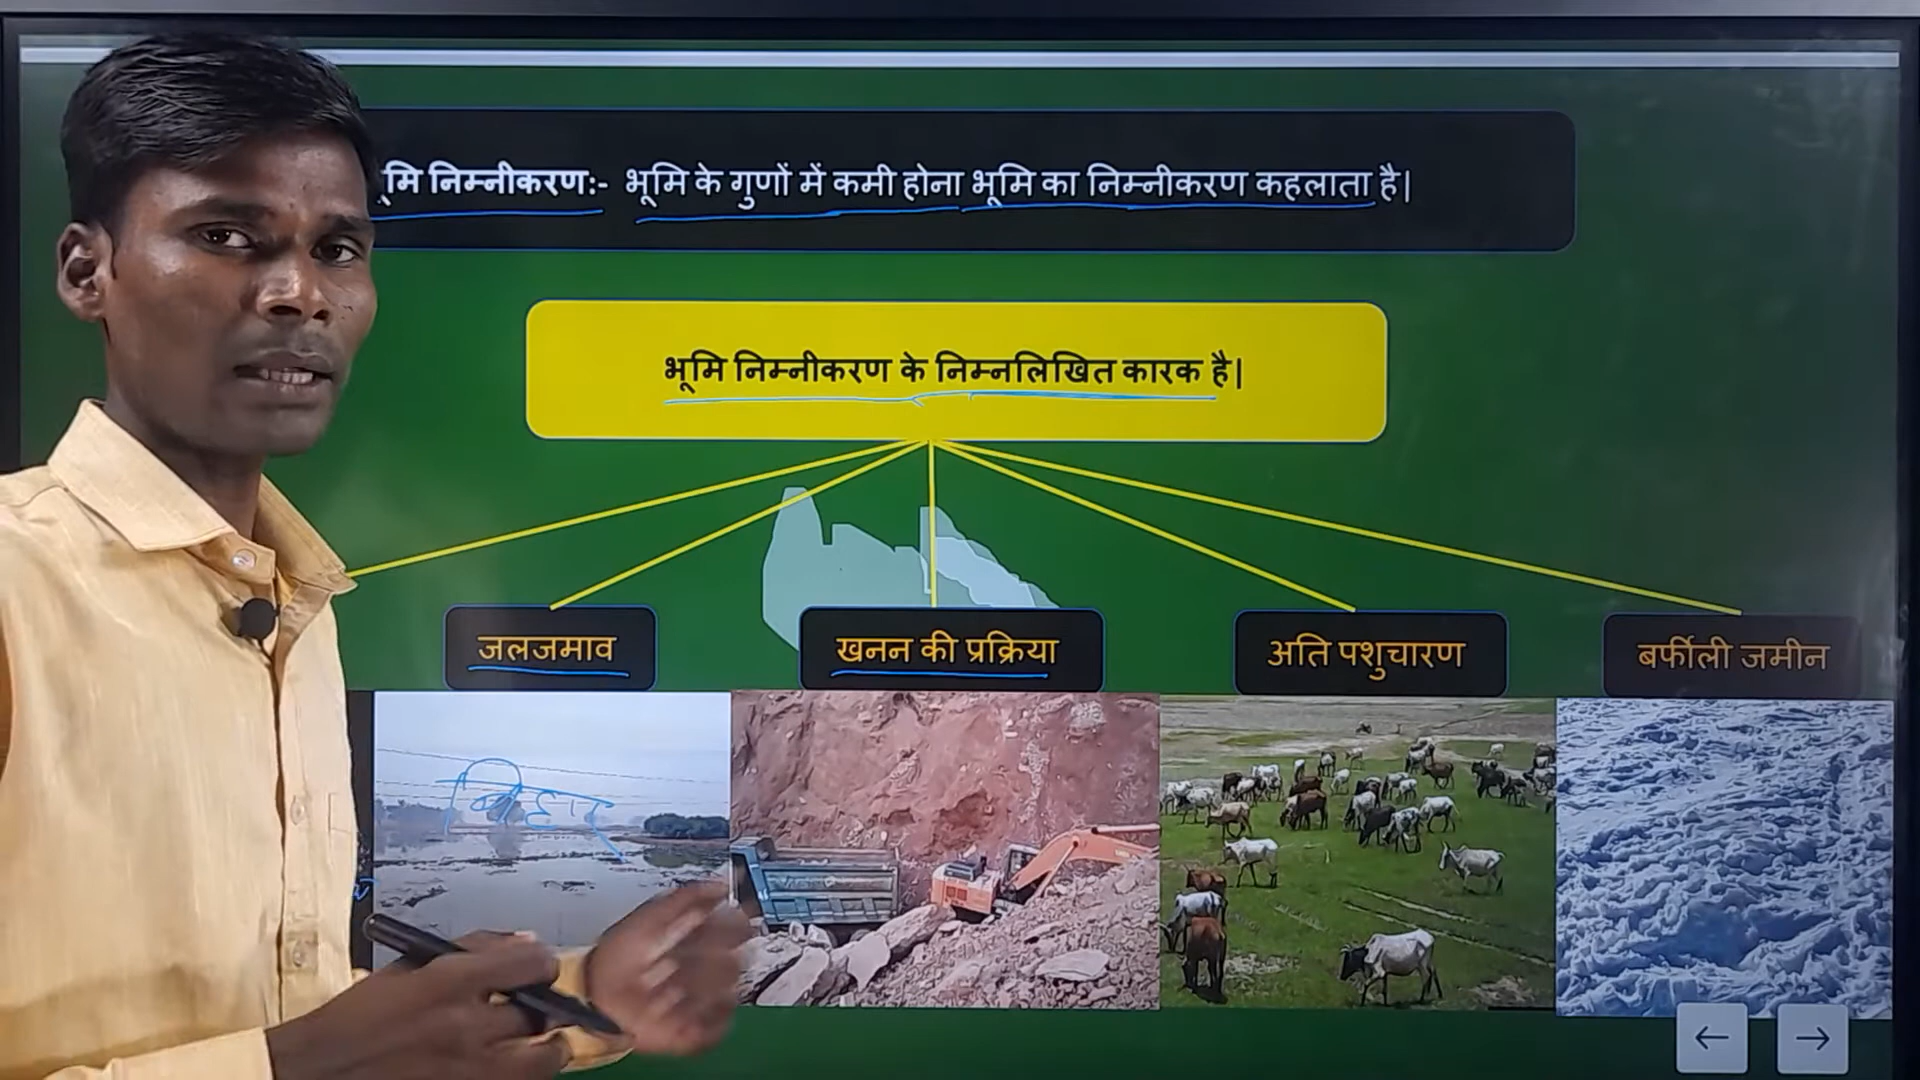 मि निम्नीकरण:- भूमि के गुणों में कमी होना भूमि का निम्नीकरण कहलाता है|
भूमि निम्नीकरण के निम्नलिखित कारक है|
जलजमाव
खनन की प्रक्रिया
अति पशुचारण
बर्फीली जमीन
बिहार